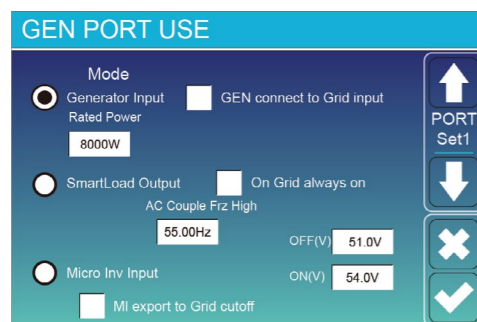 GEN PORT USE
Mode
Generator Input GEN connect to Grid input
Rated Power
8000W
PORT
Set1
SmartLoad Output On Grid always on
AC Couple Frz High
55.00Hz
OFF(V) 51.0V
Micro Inv Input ON(V) 54.0V
MI export to Grid cutoff